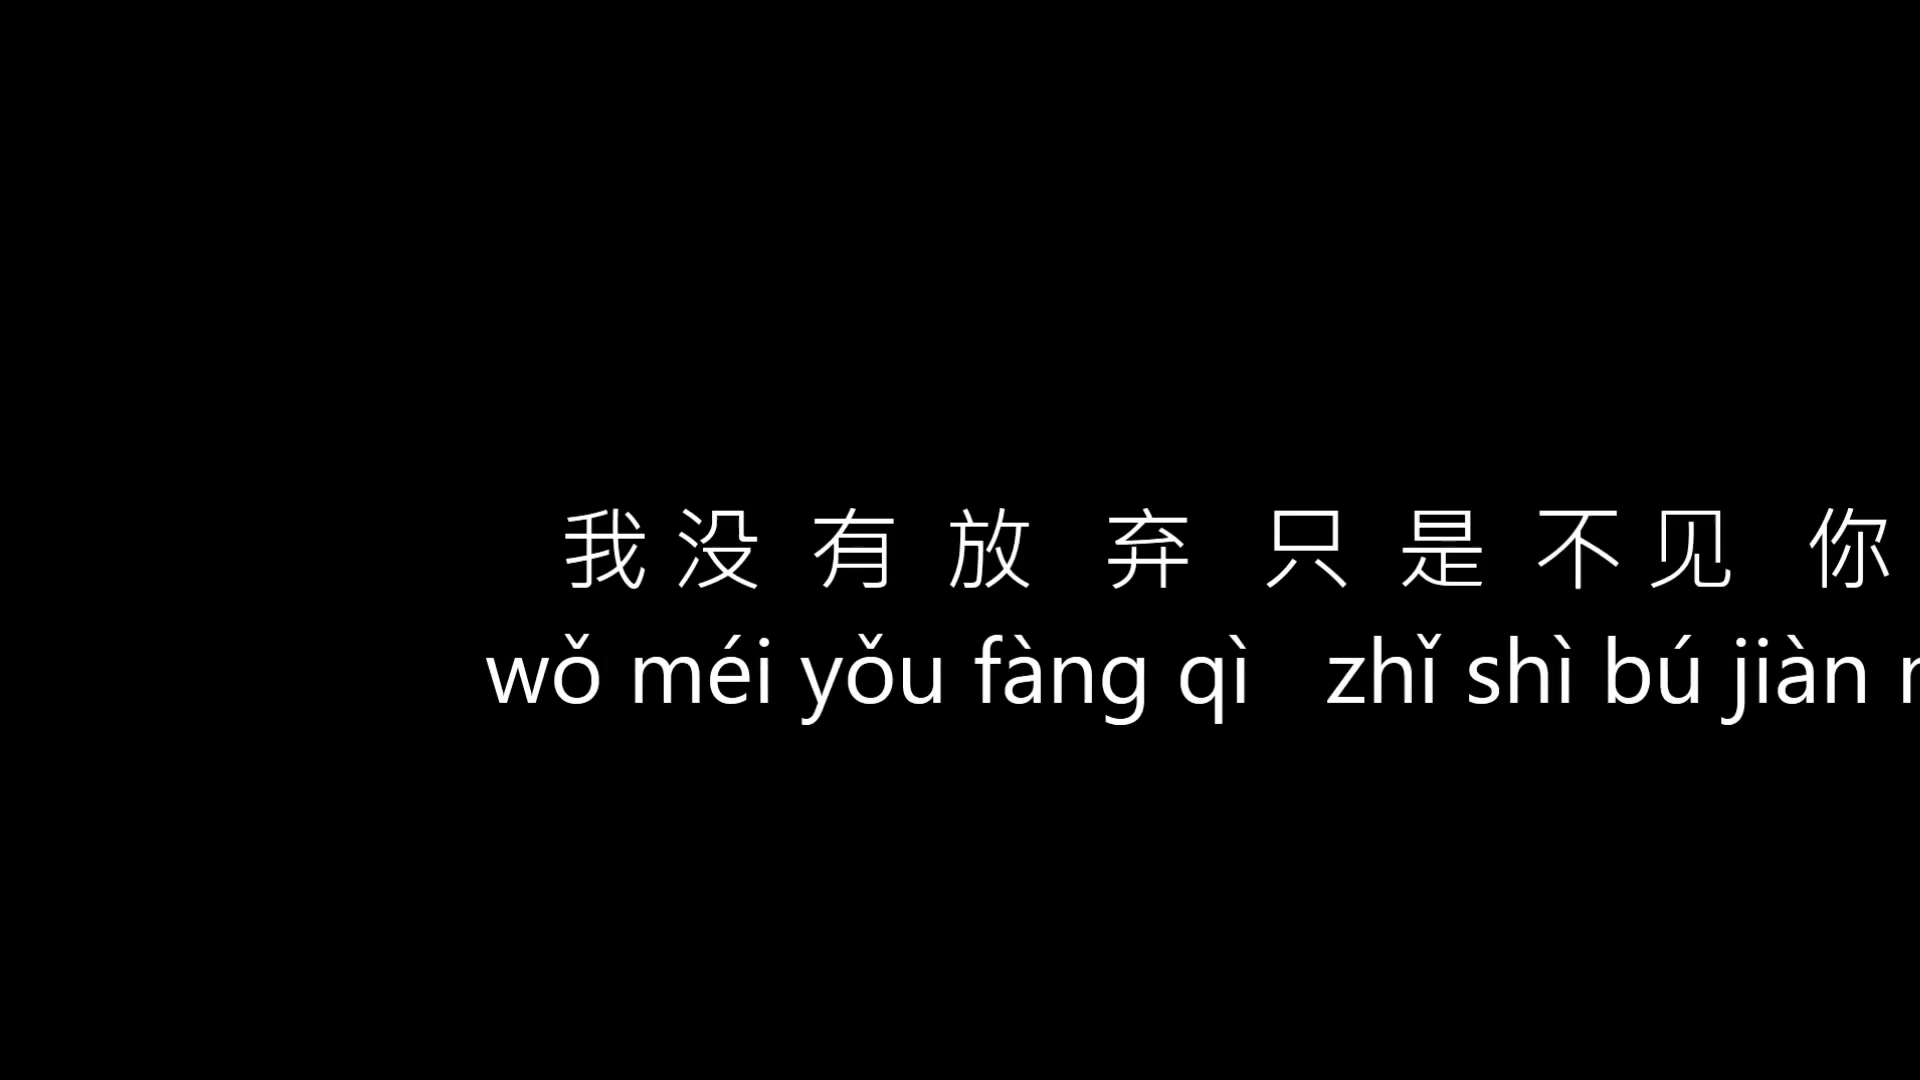 我 没 有 放 弃 只 是 不 见 你
wǒ méi yǒu fàng qì zhǐ shì bú jiàn